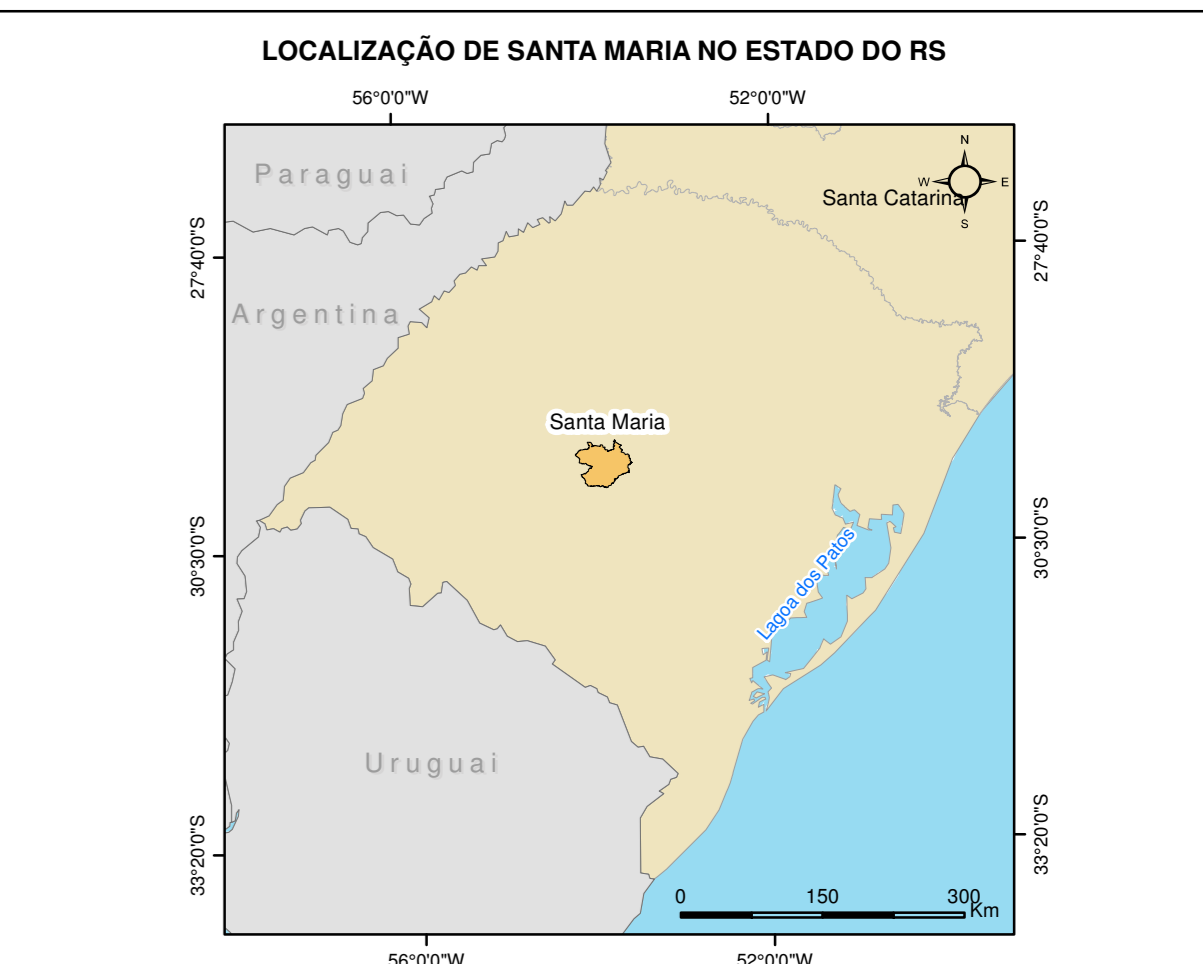 LOCALIZAÇÃO DE SANTA MARIA NO ESTADO DO RS
56°0'0"W
52°0'0"W
N
W
E
S
Paraguai
Santa Catarina
27°40'0"S
27°40'0"S
Argentina
Santa Maria
30°30'0"S
30°30'0"S
Lagoa dos Patos
Uruguai
33°20'0"S
33°20'0"S
0
150
300
Km
56°0'0"W
52°0'0"W